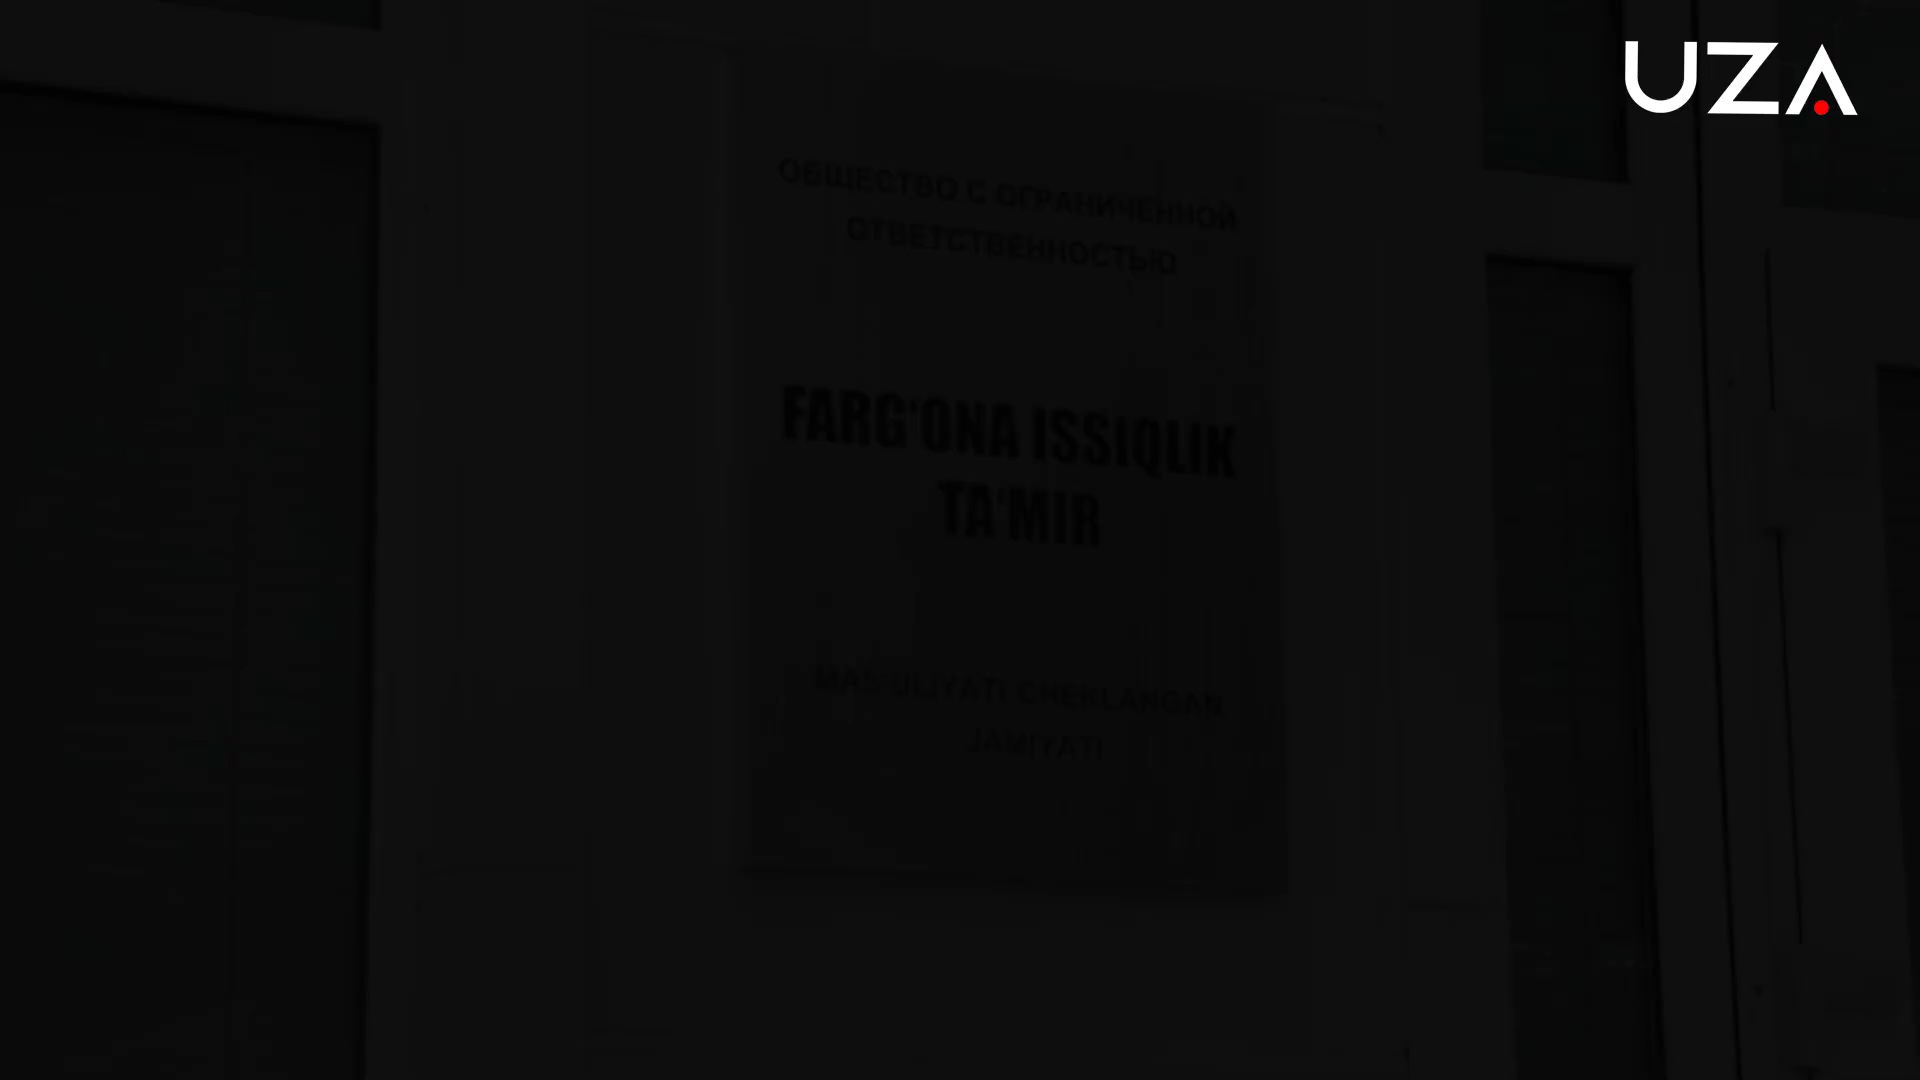 UZA
ОБЩЕСТВО С ОГРАНИЧЕННОЙ
ОТВЕТСТВЕННОСТЬЮ
FARG‘ONA ISSIQLIK
TA'MIR
MAS'ULIYATI CHEKLANGAN
JAMIYATI